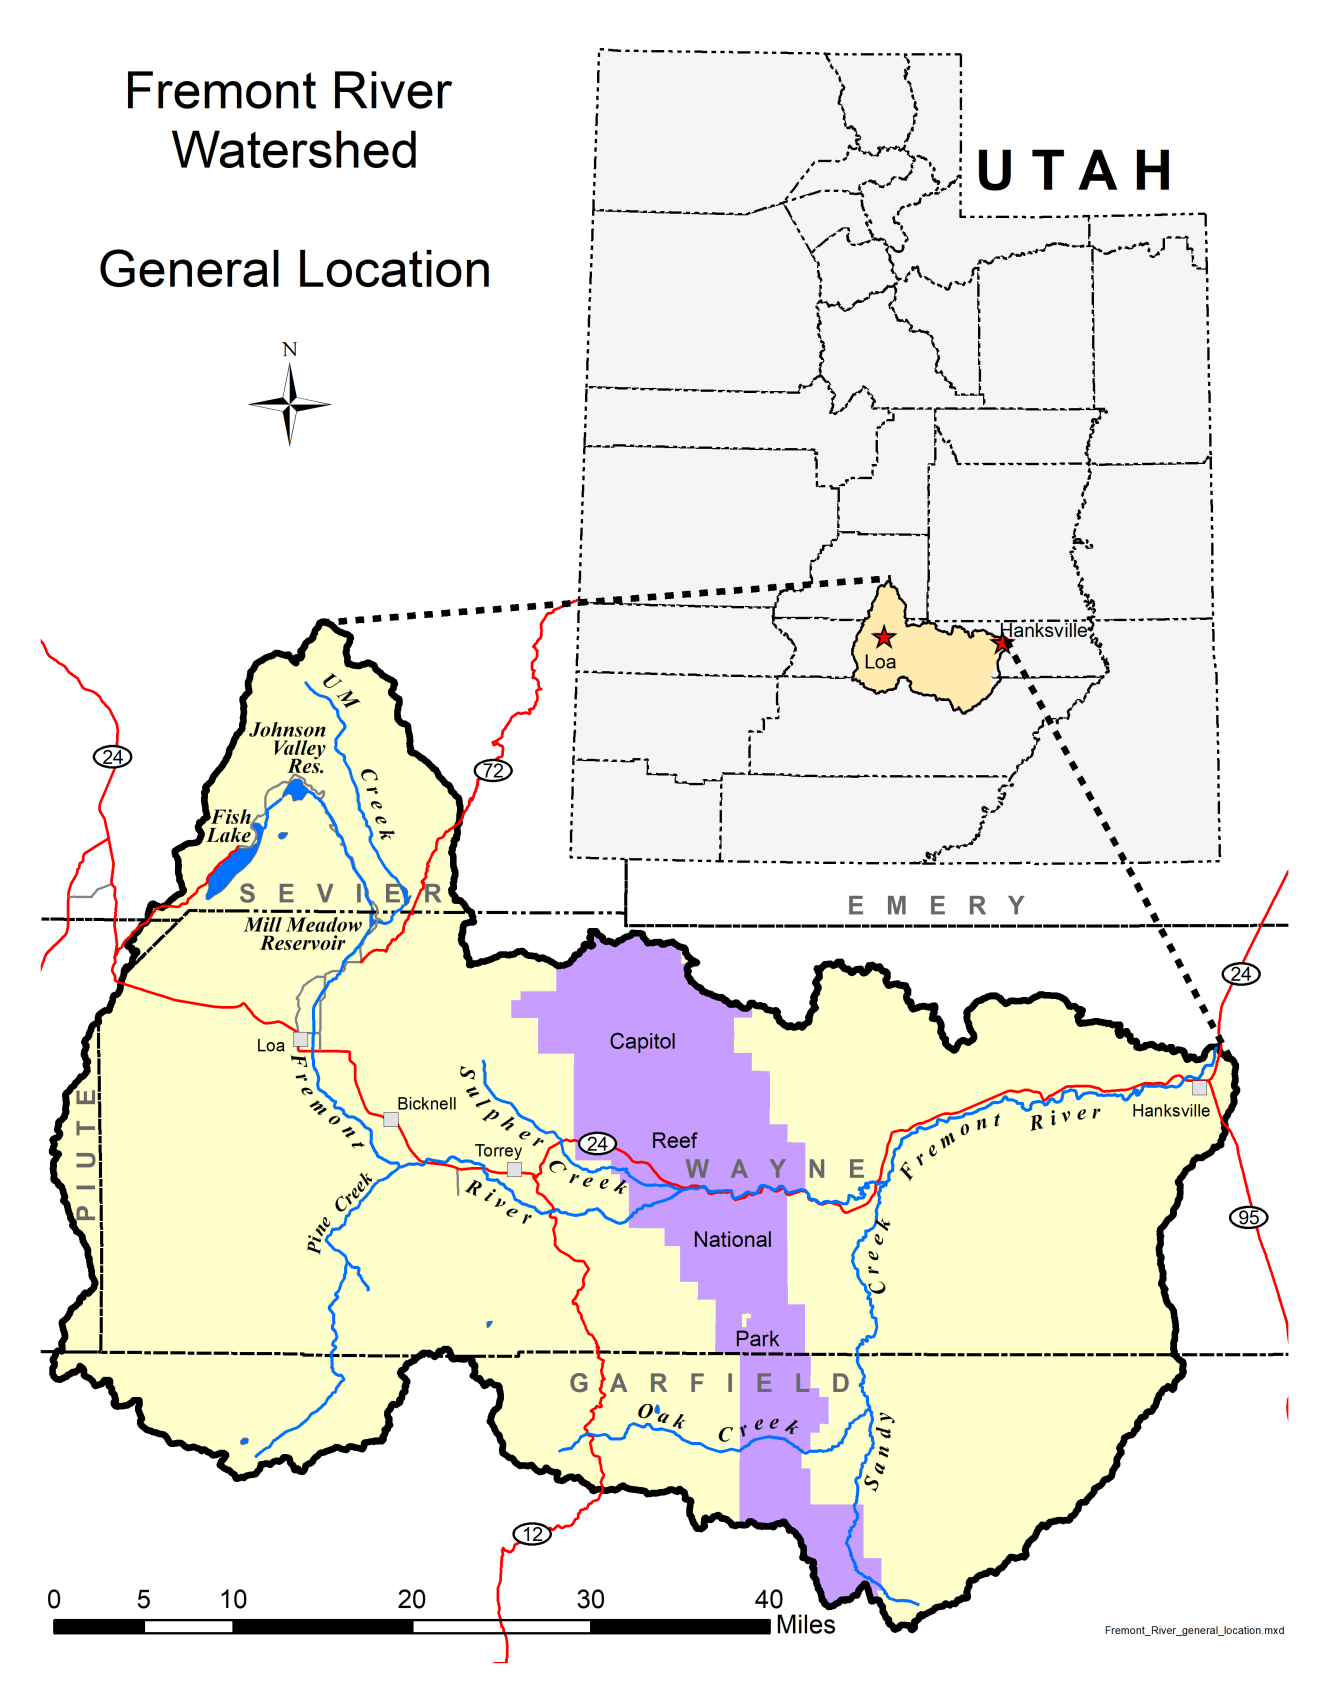 Fremont River
Watershed
General Location
N
UTAH
Hanksville
Loa
UM
Creek
Johnson
Valley
Res.
24
72
Fish
Lake
SEVIER
EMERY
Mill Meadow
Reservoir
24
Capitol
Loa
Fremont
River
PIUTE
Bicknell
Sulpher
Creek
Hanksville
Fremont River
Torrey
24
Reef
WAYNE
Pine Creek
95
National
Sandy
Creek
Park
GARFIELD
Oak
Creek
12
0 5 10 20 30 40
Miles
Fremont_River_general_location.mxd